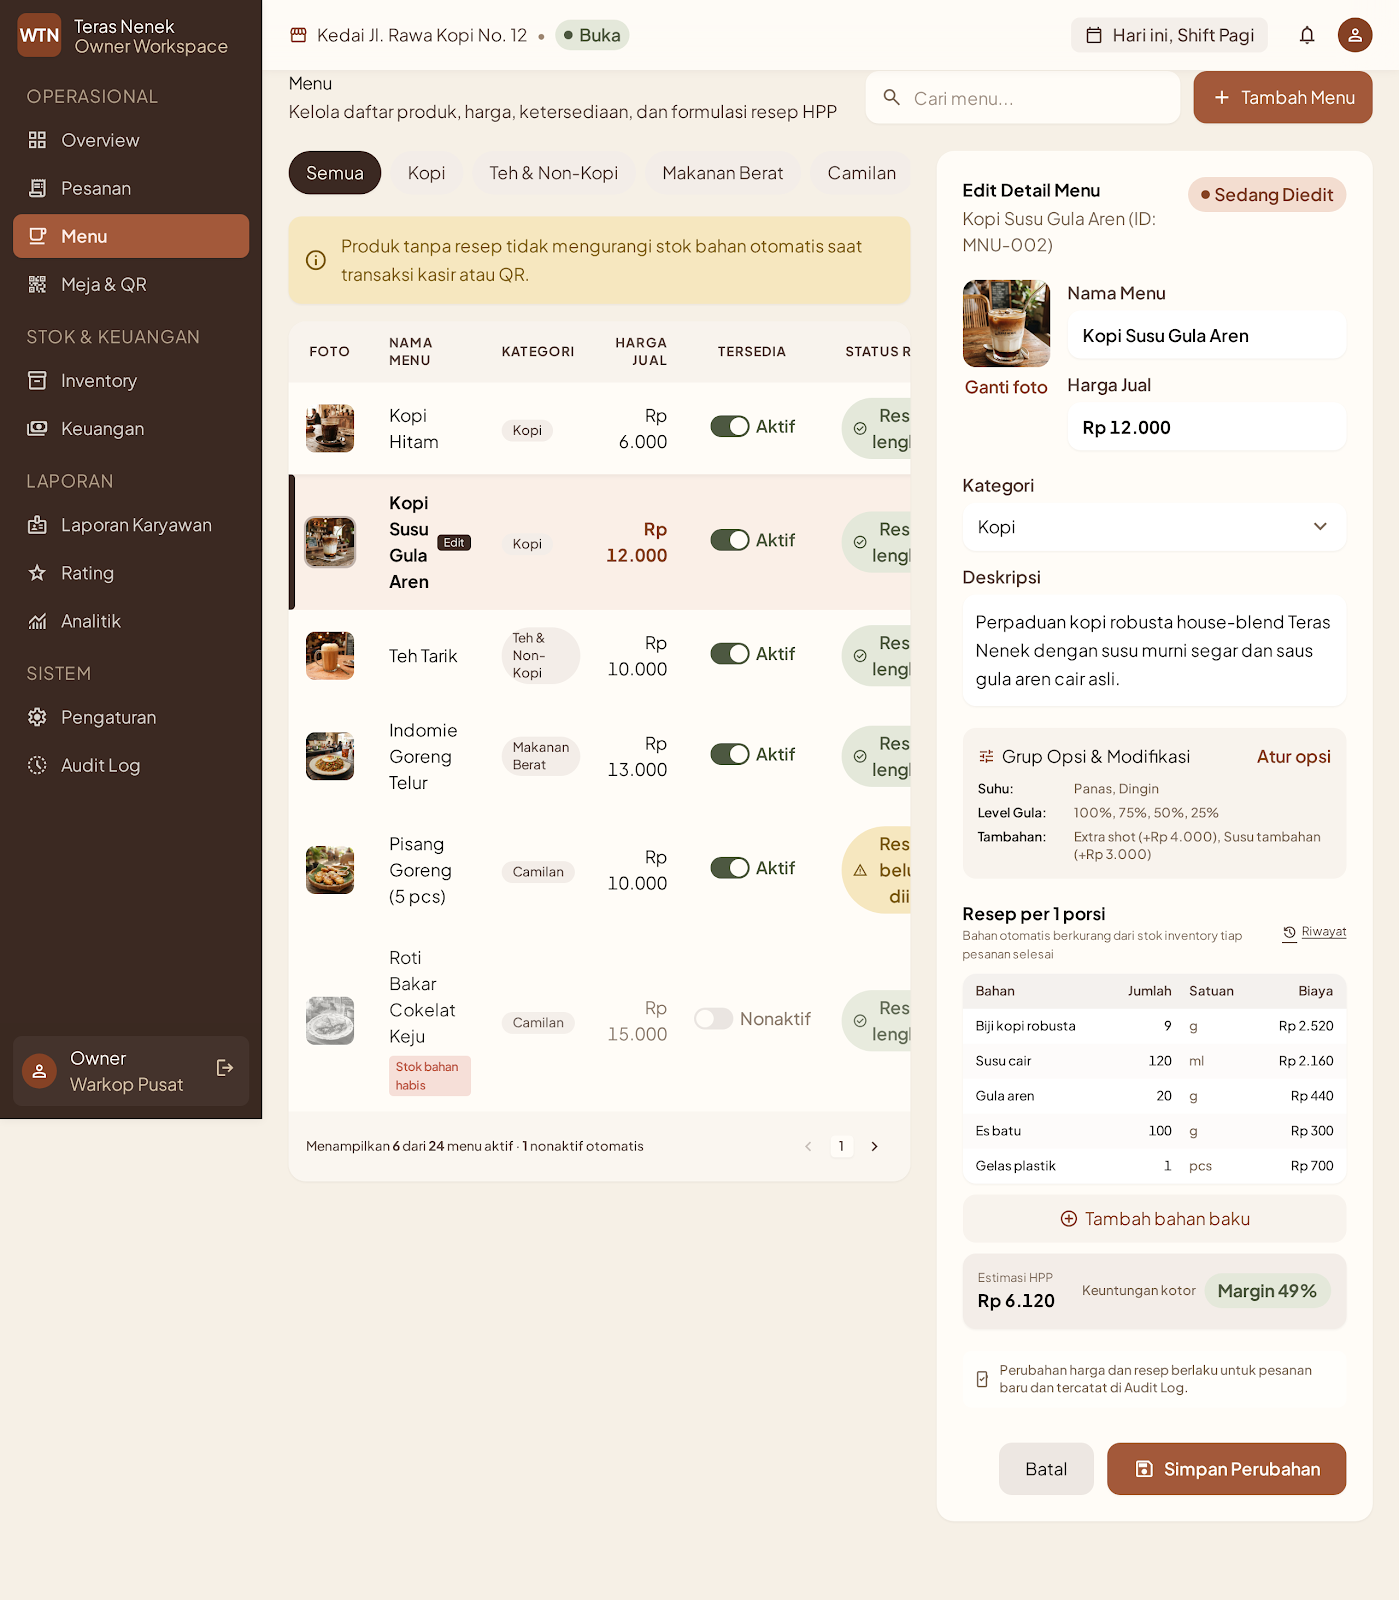 WTN
Teras Nenek
Owner Workspace
OPERASIONAL
Overview
Pesanan
Menu
Meja & QR
STOK & KEUANGAN
Inventory
Keuangan
LAPORAN
Laporan Karyawan
Rating
Analitik
SISTEM
Pengaturan
Audit Log
Owner
Warkop Pusat
Kedai Jl. Rawa Kopi No. 12 • Buka
Hari ini, Shift Pagi
Menu
Kelola daftar produk, harga, ketersediaan, dan formulasi resep HPP
Cari menu...
Tambah Menu
Semua Kopi Teh & Non-Kopi Makanan Berat Camilan
Produk tanpa resep tidak mengurangi stok bahan otomatis saat
transaksi kasir atau QR.
FOTO NAMA MENU KATEGORI HARGA JUAL TERSEDIA STATUS R
Kopi
Hitam
Kopi
Rp
6.000
Aktif
Res
leng
Kopi
Susu
Gula
Aren
Edit
Kopi
Rp
12.000
Aktif
Res
leng
Teh Tarik
Teh &
Non-
Kopi
Rp
10.000
Aktif
Res
leng
Indomie
Goreng
Telur
Makanan
Berat
Rp
13.000
Aktif
Res
leng
Pisang
Goreng
(5 pcs)
Camilan
Rp
10.000
Aktif
Res
belu
dii
Roti
Bakar
Cokelat
Keju
Stok bahan
habis
Camilan
Rp
15.000
Nonaktif
Res
leng
Menampilkan 6 dari 24 menu aktif · 1 nonaktif otomatis
1
Edit Detail Menu
Kopi Susu Gula Aren (ID:
MNU-002)
Sedang Diedit
Ganti foto
Nama Menu
Kopi Susu Gula Aren
Harga Jual
Rp 12.000
Kategori
Kopi
Deskripsi
Perpaduan kopi robusta house-blend Teras
Nenek dengan susu murni segar dan saus
gula aren cair asli.
Grup Opsi & Modifikasi Atur opsi
Suhu: Panas, Dingin
Level Gula: 100%, 75%, 50%, 25%
Tambahan: Extra shot (+Rp 4.000), Susu tambahan
(+Rp 3.000)
Resep per 1 porsi
Bahan otomatis berkurang dari stok inventory tiap
pesanan selesai
Riwayat
Bahan Jumlah Satuan Biaya
Biji kopi robusta 9 g Rp 2.520
Susu cair 120 ml Rp 2.160
Gula aren 20 g Rp 440
Es batu 100 g Rp 300
Gelas plastik 1 pcs Rp 700
Tambah bahan baku
Estimasi HPP
Rp 6.120
Keuntungan kotor
Margin 49%
Perubahan harga dan resep berlaku untuk pesanan
baru dan tercatat di Audit Log.
Batal
Simpan Perubahan